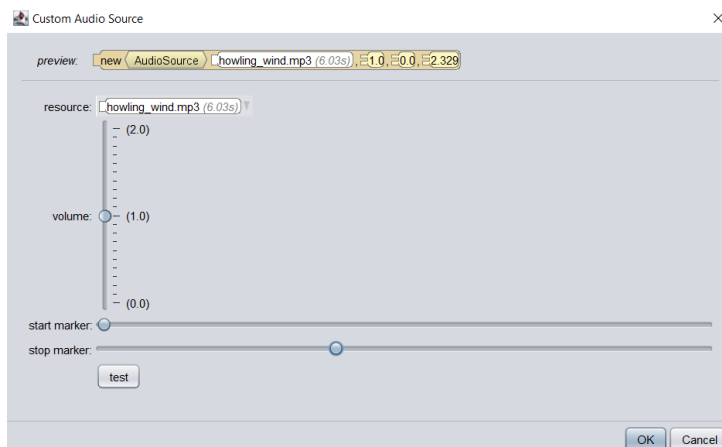 Custom Audio Source
preview: new AudioSource howling_wind.mp3 (6.03s) , 1.0 , 0.0 , 2.329
resource: howling_wind.mp3 (6.03s)
(2.0)
volume: (1.0)
(0.0)
start marker:
stop marker:
test
OK Cancel